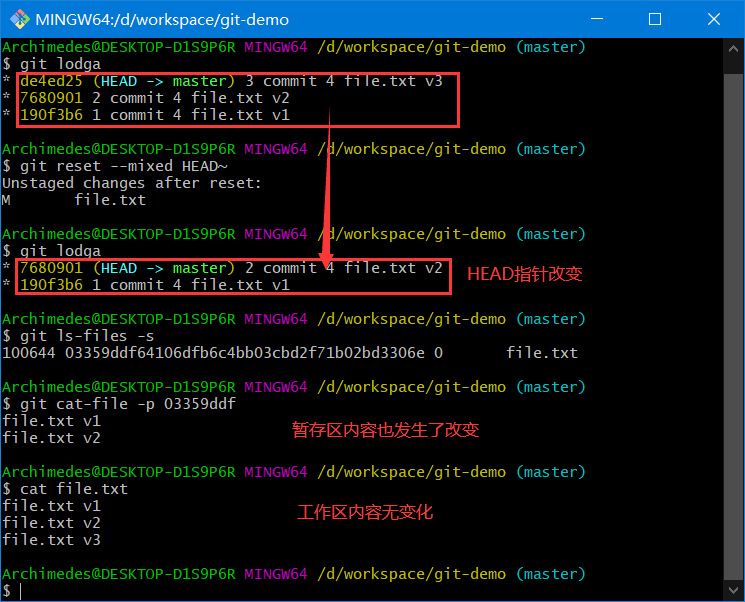 MINGW64:/d/workspace/git-demo
Archimedes@DESKTOP-D1S9P6R MINGW64 /d/workspace/git-demo (master)
$ git lodga
* de4ed25 (HEAD -> master) 3 commit 4 file.txt v3
* 7680901 2 commit 4 file.txt v2
* 190f3b6 1 commit 4 file.txt v1
Archimedes@DESKTOP-D1S9P6R MINGW64 /d/workspace/git-demo (master)
$ git reset --mixed HEAD~
Unstaged changes after reset:
M       file.txt
Archimedes@DESKTOP-D1S9P6R MINGW64 /d/workspace/git-demo (master)
$ git lodga
* 7680901 (HEAD -> master) 2 commit 4 file.txt v2
HEAD指针改变
* 190f3b6 1 commit 4 file.txt v1
Archimedes@DESKTOP-D1S9P6R MINGW64 /d/workspace/git-demo (master)
$ git ls-files -s
100644 03359ddf64106dfb6c4bb03cbd2f71b02bd3306e 0       file.txt
Archimedes@DESKTOP-D1S9P6R MINGW64 /d/workspace/git-demo (master)
$ git cat-file -p 03359ddf
file.txt v1
暂存区内容也发生了改变
file.txt v2
Archimedes@DESKTOP-D1S9P6R MINGW64 /d/workspace/git-demo (master)
$ cat file.txt
file.txt v1
工作区内容无变化
file.txt v2
file.txt v3
Archimedes@DESKTOP-D1S9P6R MINGW64 /d/workspace/git-demo (master)
$